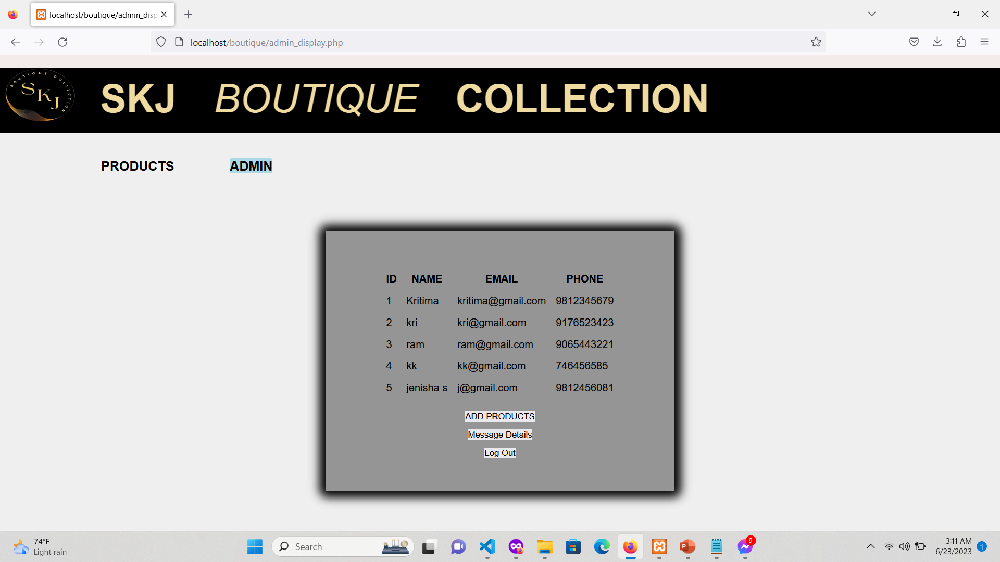 localhost/boutique/admin_disp
localhost/boutique/admin_display.php
BOUTIQUE COLLECTION
SKJ
SKJ BOUTIQUE COLLECTION
PRODUCTS ADMIN
ID NAME EMAIL PHONE
1 Kritima kritima@gmail.com 9812345679
2 kri kri@gmail.com 9176523423
3 ram ram@gmail.com 9065443221
4 kk kk@gmail.com 746456585
5 jenisha s j@gmail.com 9812456081
ADD PRODUCTS
Message Details
Log Out
74°F
Light rain
Search
9
3:11 AM
6/23/2023
1